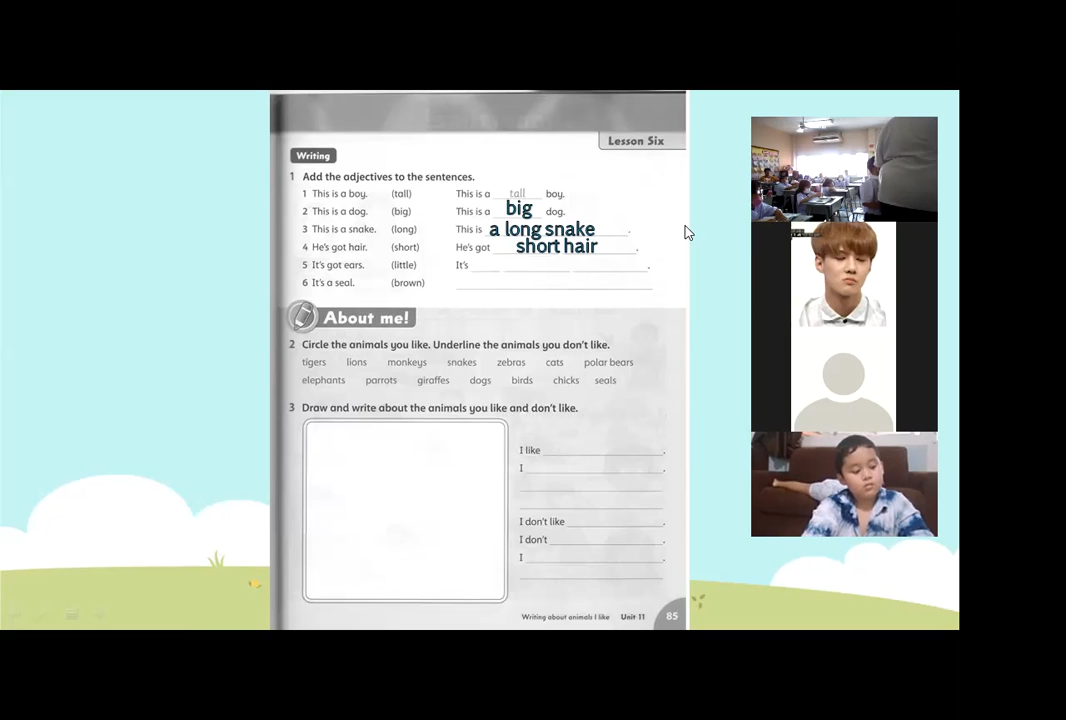 Lesson Six
Writing
1 Add the adjectives to the sentences.
1 This is a boy. (tall) This is a tall boy.
2 This is a dog. (big) This is a big dog.
3 This is a snake. (long) This is a long snake.
4 He's got hair. (short) He's got short hair.
5 It's got ears. (little) It's
6 It's a seal. (brown)
About me!
2 Circle the animals you like. Underline the animals you don't like.
tigers lions monkeys snakes zebras cats polar bears
elephants parrots giraffes dogs birds chicks seals
3 Draw and write about the animals you like and don't like.
I like
I
I don't like
I don't
I
Writing about animals I like Unit 11 85